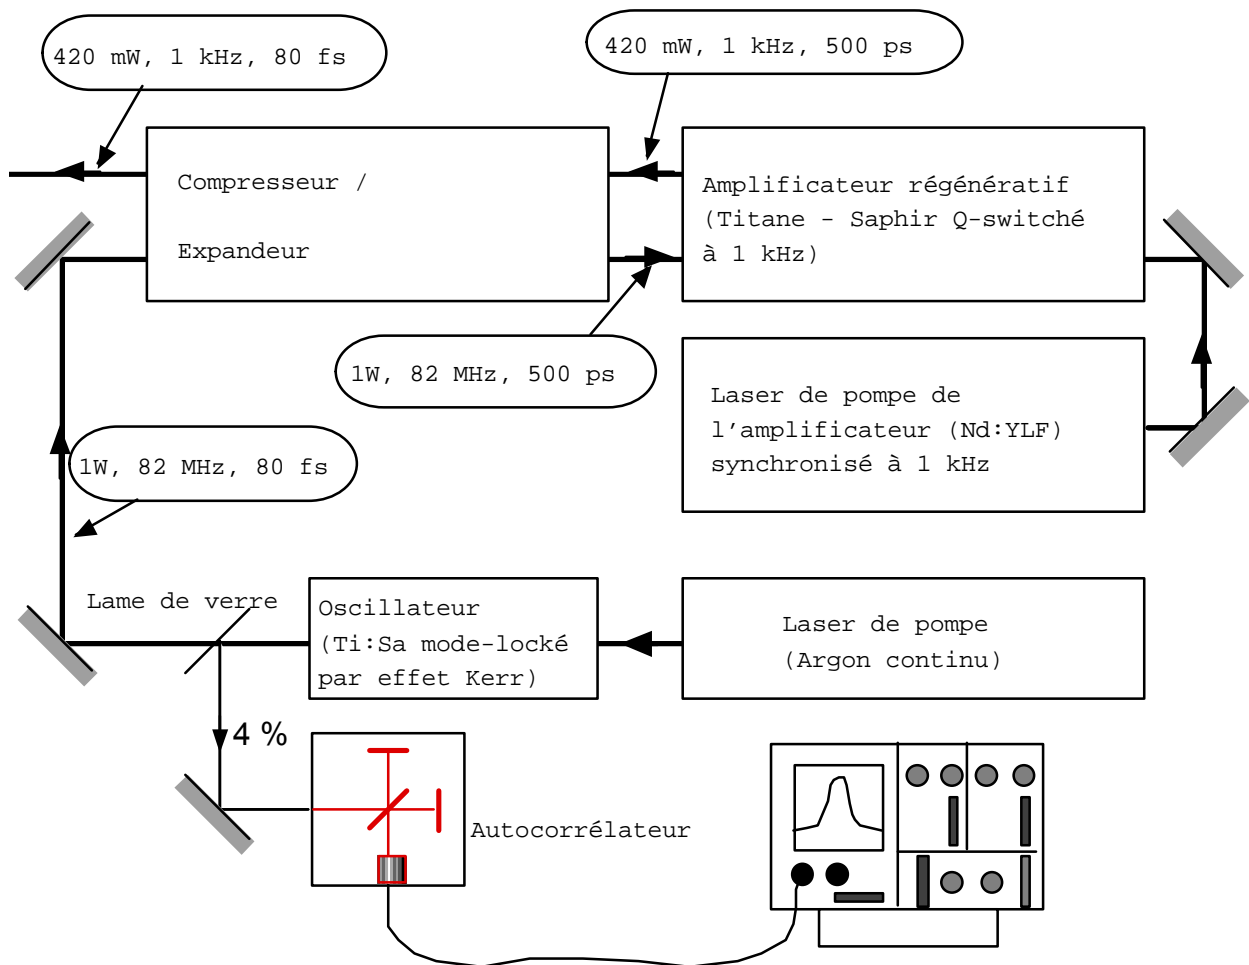 420 mW, 1 kHz, 80 fs
420 mW, 1 kHz, 500 ps
Compresseur /
Expandeur
Amplificateur régénératif
(Titane - Saphir Q-switché
à 1 kHz)
1W, 82 MHz, 500 ps
Laser de pompe de
l'amplificateur (Nd:YLF)
synchronisé à 1 kHz
1W, 82 MHz, 80 fs
Lame de verre
Oscillateur
(Ti:Sa mode-locké
par effet Kerr)
Laser de pompe
(Argon continu)
4 %
Autocorrélateur